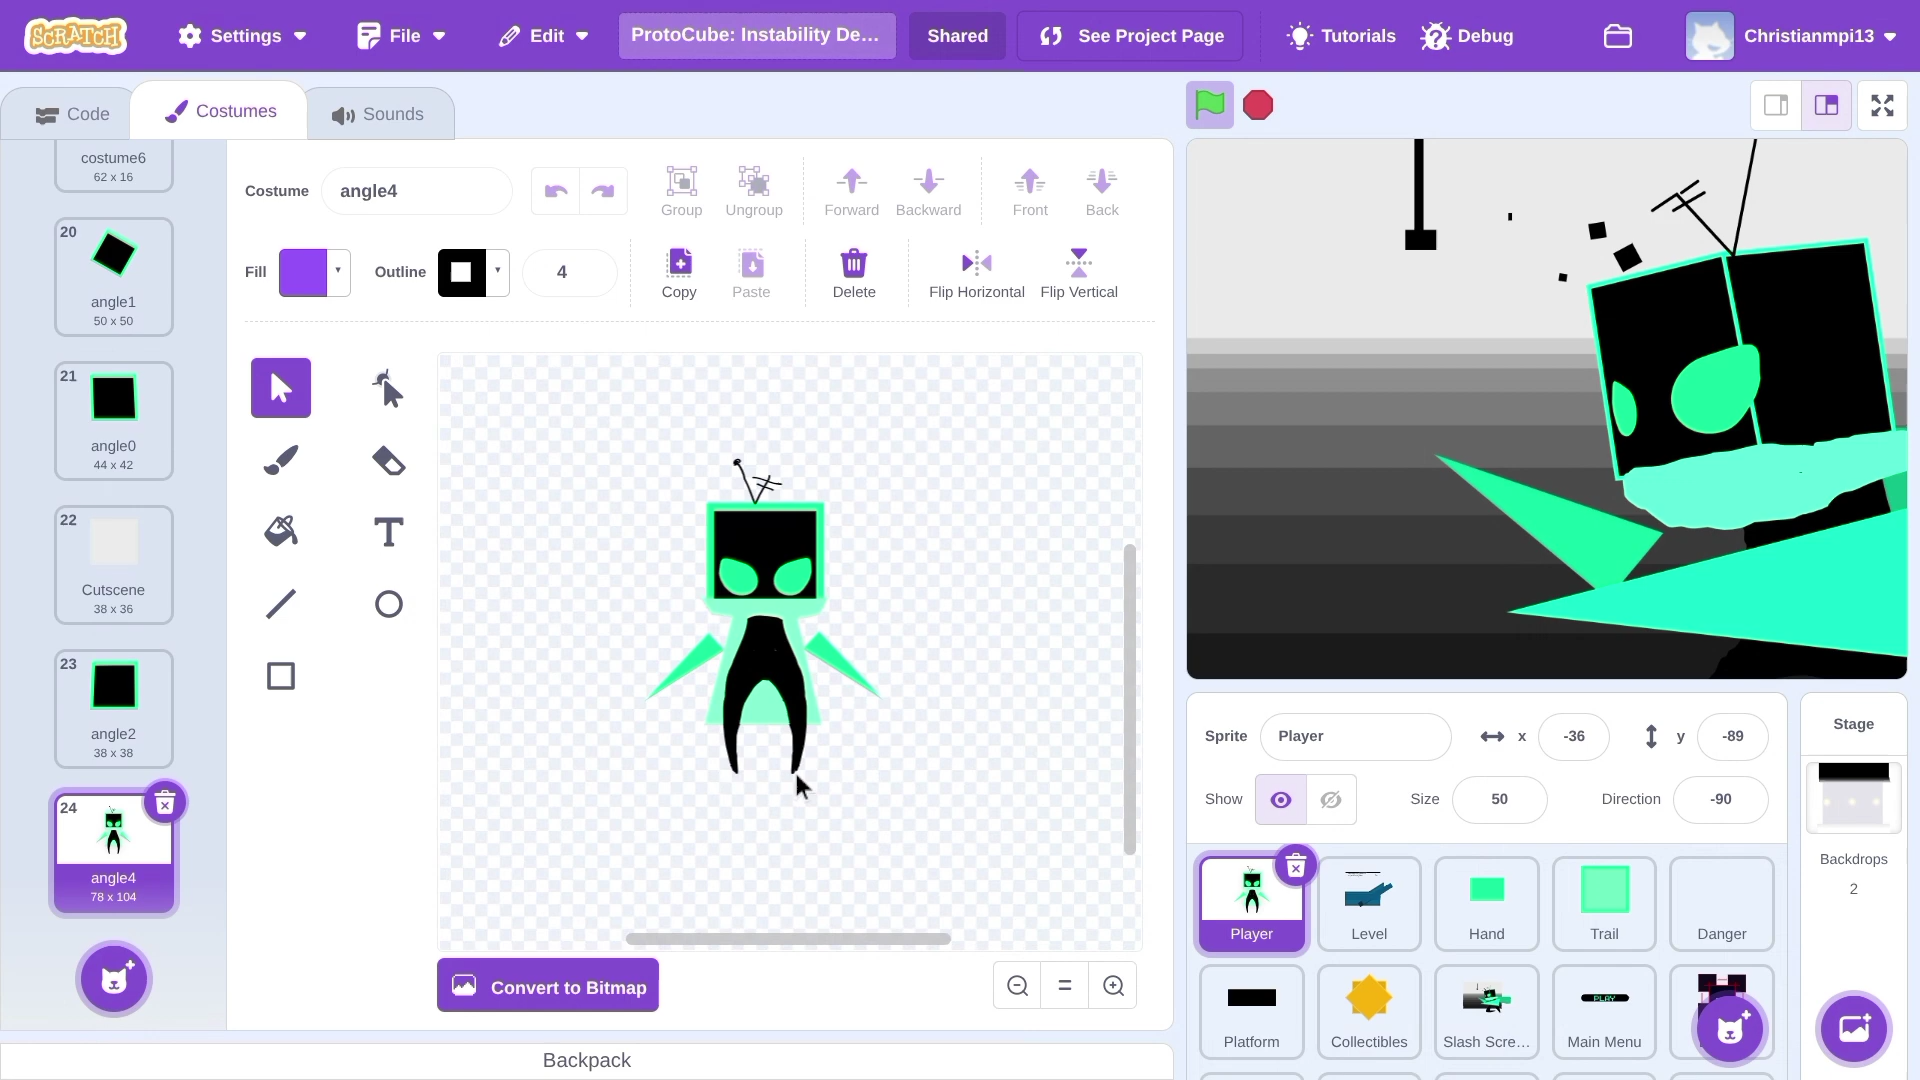 SCRATCH
Settings
File
Edit
ProtoCube: Instability De...
Shared
See Project Page
Tutorials
Debug
Christianmpi13
Code
Costumes
Sounds
costume6
62 x 16
20
angle1
50 x 50
21
angle0
44 x 42
22
Cutscene
38 x 36
23
angle2
38 x 38
24
angle4
78 x 104
Costume
angle4
Group
Ungroup
Forward
Backward
Front
Back
Fill
Outline
4
Copy
Paste
Delete
Flip Horizontal
Flip Vertical
Convert to Bitmap
=
Backpack
Sprite
Player
x
-36
y
-89
Show
Size
50
Direction
-90
Player
Level
Hand
Trail
Danger
Platform
Collectibles
Slash Scre...
PLAY
Main Menu
Stage
Backdrops
2